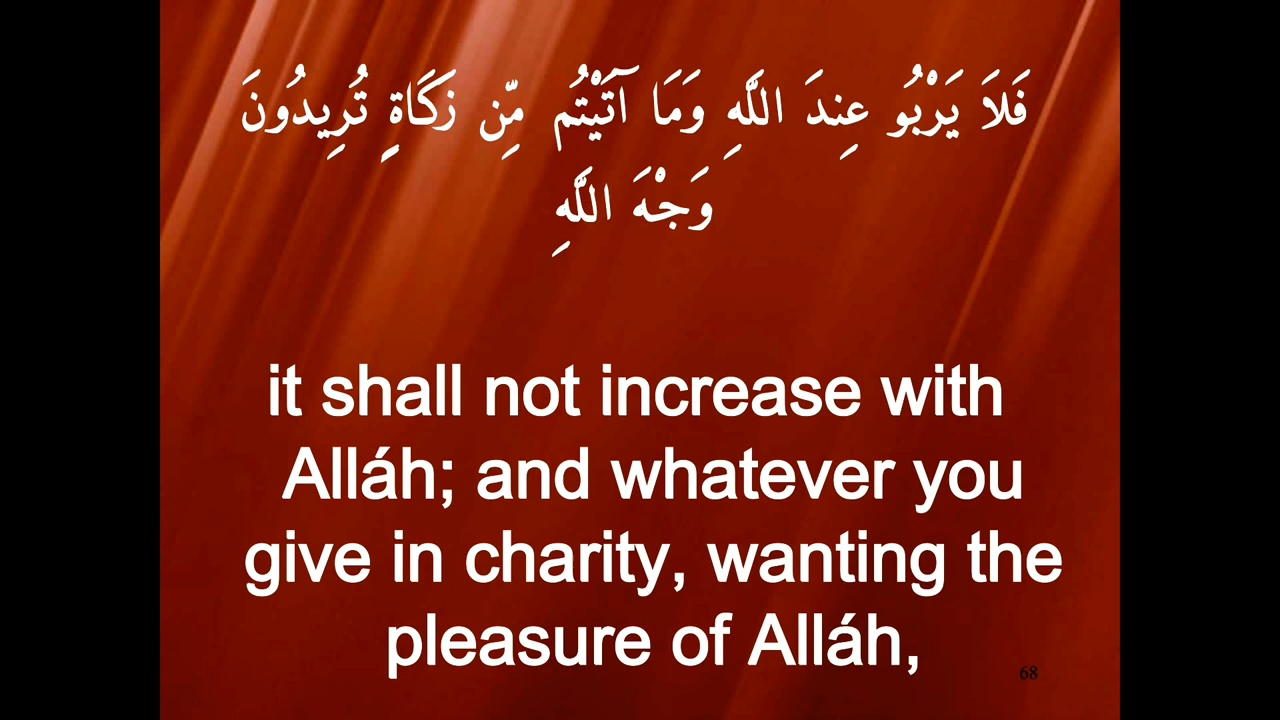 فَلَا يَرْبُو عِندَ اللَّهِ وَمَا آتَيْتُم مِّن زَكَاةٍ تُرِيدُونَ
وَجْهَ اللَّهِ
it shall not increase with
Alláh; and whatever you
give in charity, wanting the
pleasure of Alláh,
68